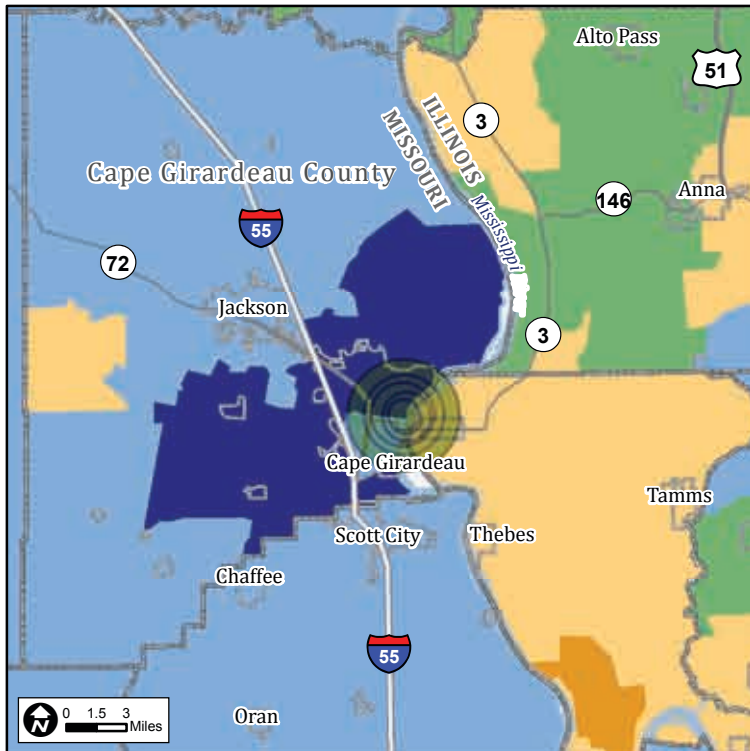 Alto Pass
51
3
ILLINOIS
MISSOURI
Cape Girardeau County
146
Anna
Mississippi
55
72
Jackson
3
Cape Girardeau
Tamms
Scott City
Thebes
Chaffee
55
Oran
N
0 1.5 3
Miles